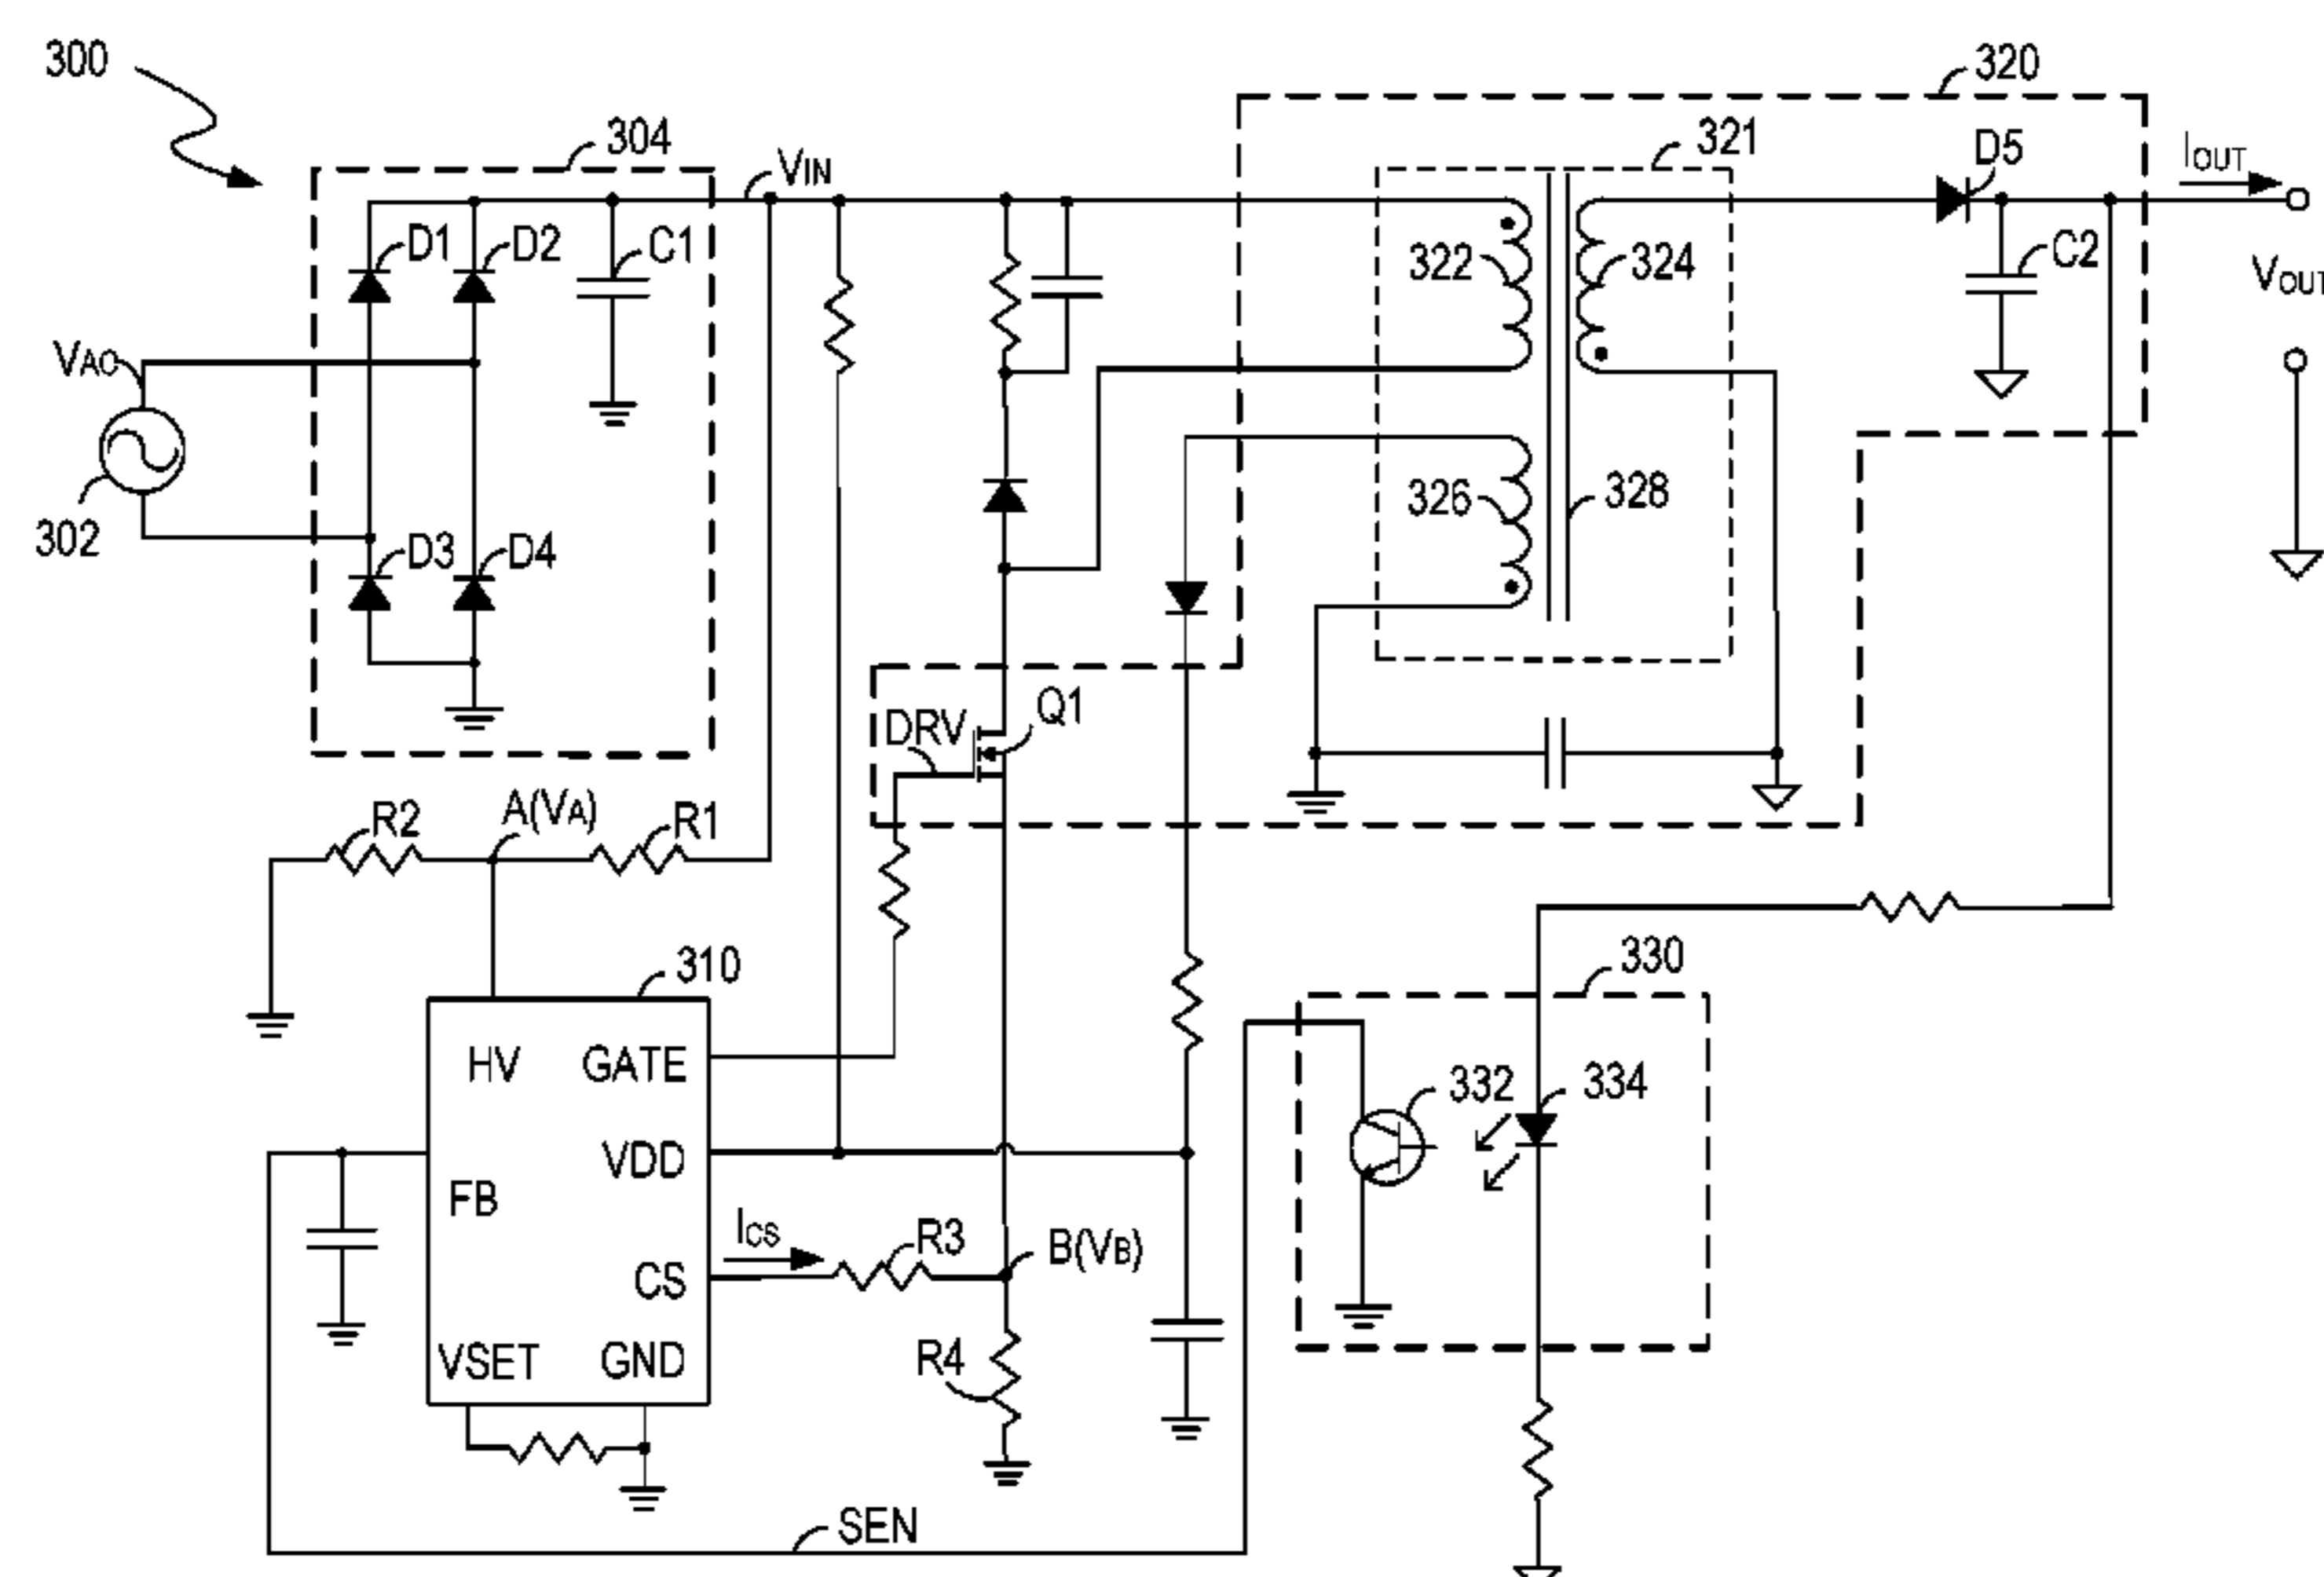 300
320
304
321
D5
IOUT
VIN
D1
D2
C1
322
324
C2
VOUT
VAC
326
328
302
D3
D4
DRV
Q1
R2
A(VA)
R1
310
330
HV
GATE
332
334
VDD
FB
ICS
R3
B(VB)
CS
VSET
GND
R4
SEN